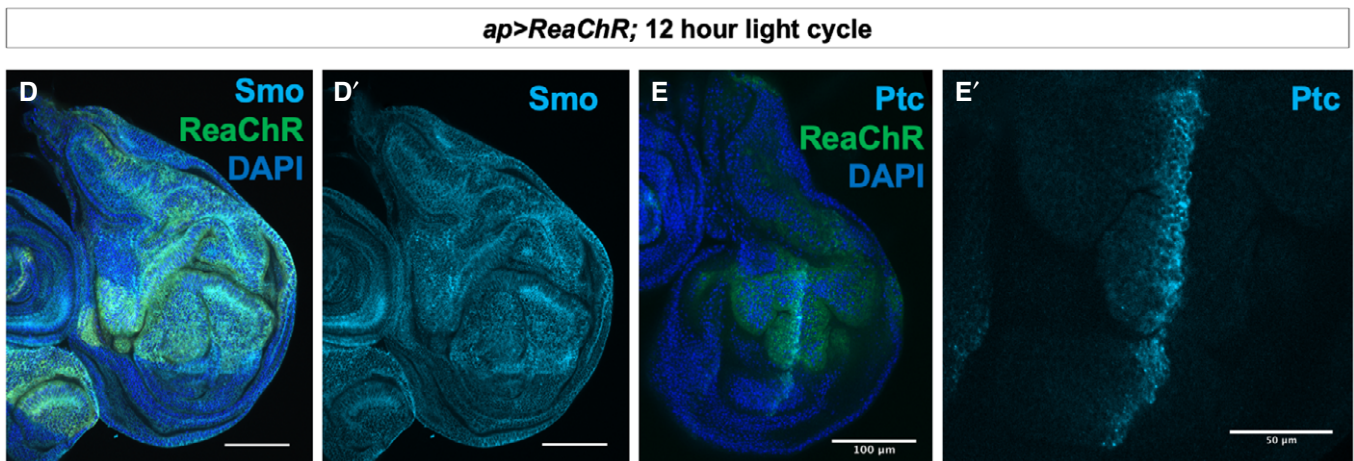 ap>ReaChR; 12 hour light cycle
D
Smo
ReaChR
DAPI
D′
Smo
E
Ptc
ReaChR
DAPI
100 µm
E′
Ptc
50 µm